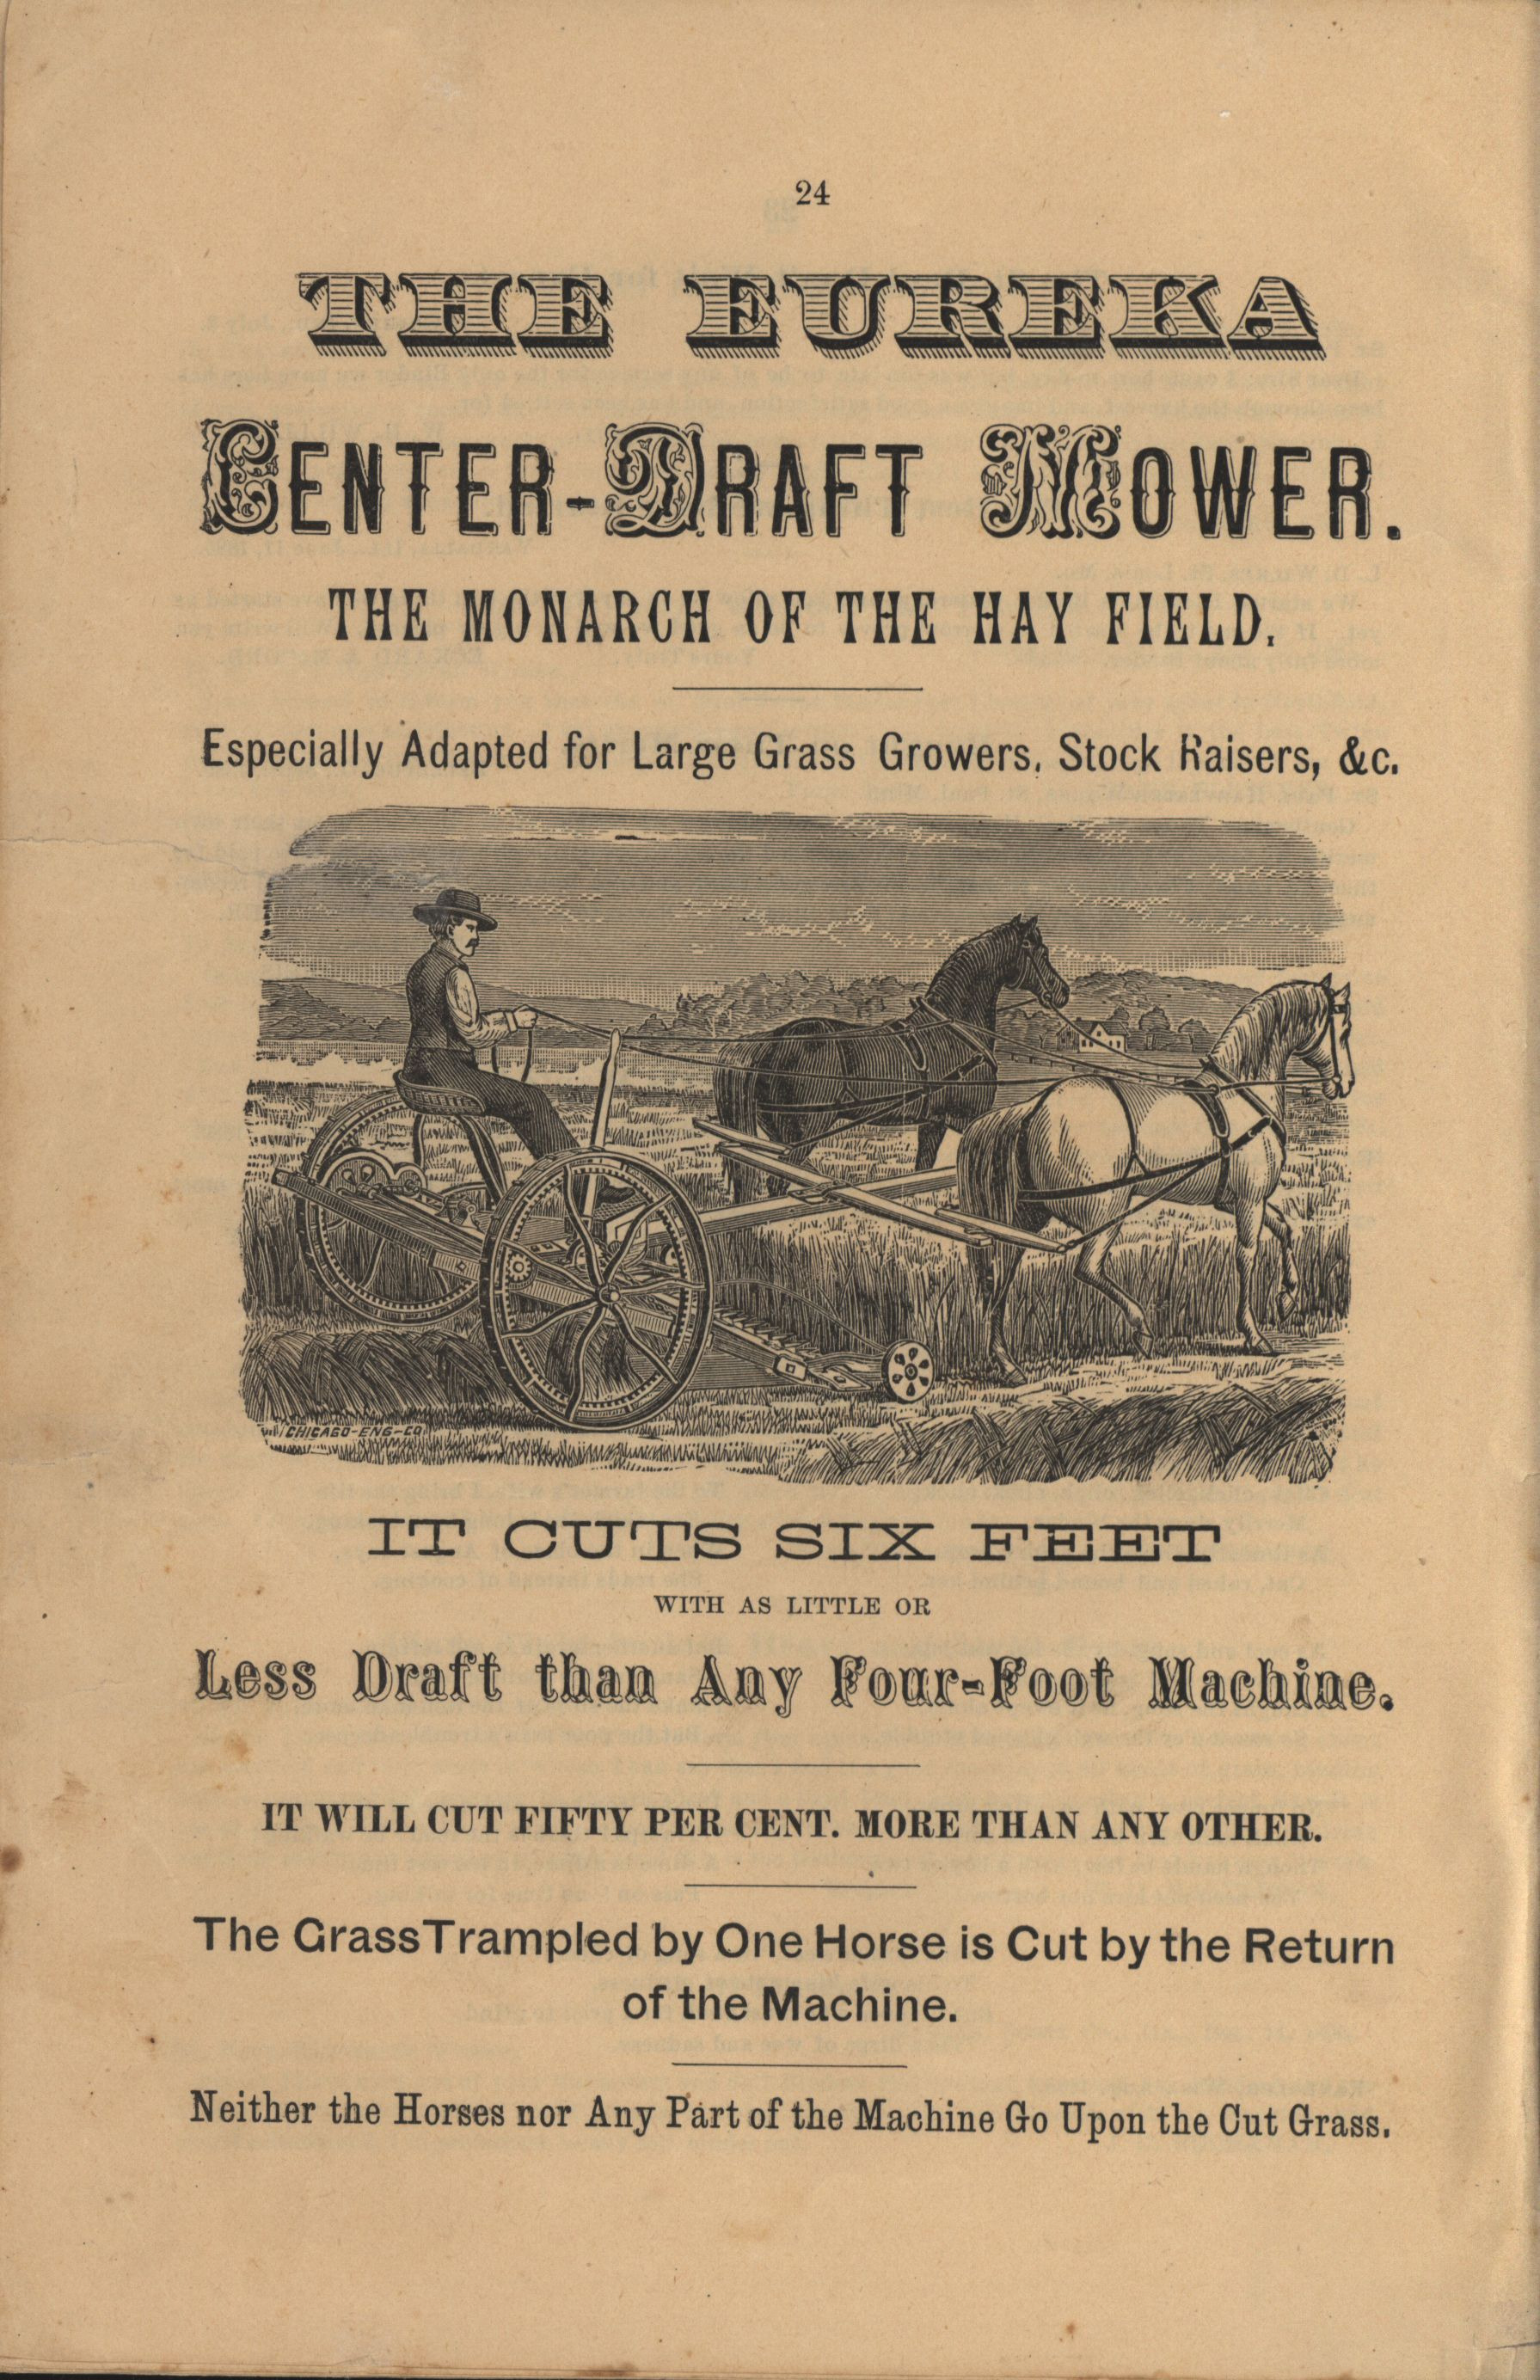 24
THE EUREKA
CENTER-DRAFT MOWER.
THE MONARCH OF THE HAY FIELD.
Especially Adapted for Large Grass Growers, Stock Raisers, &c.
CHICAGO-ENG-CO
IT CUTS SIX FEET
WITH AS LITTLE OR
Less Draft than Any Four-Foot Machine.
IT WILL CUT FIFTY PER CENT. MORE THAN ANY OTHER.
The Grass Trampled by One Horse is Cut by the Return
of the Machine.
Neither the Horses nor Any Part of the Machine Go Upon the Cut Grass.